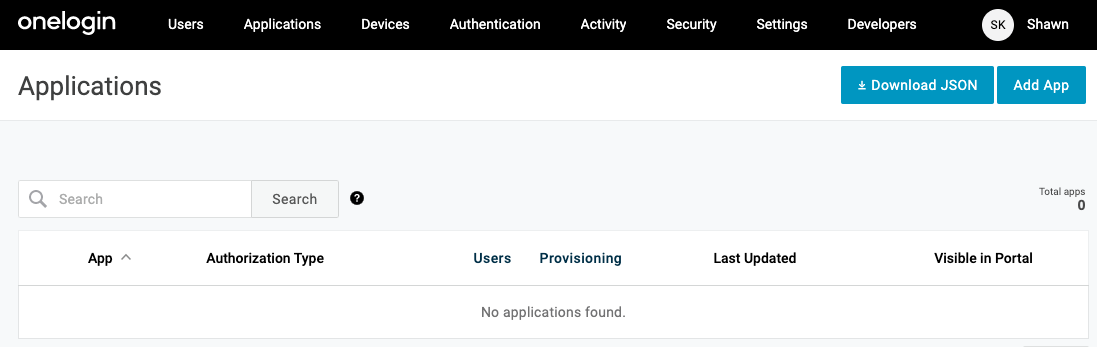 onelogin Users Applications Devices Authentication Activity Security Settings Developers SK Shawn
Applications Download JSON Add App
Search Search ? Total apps
0
App Authorization Type Users Provisioning Last Updated Visible in Portal
No applications found.